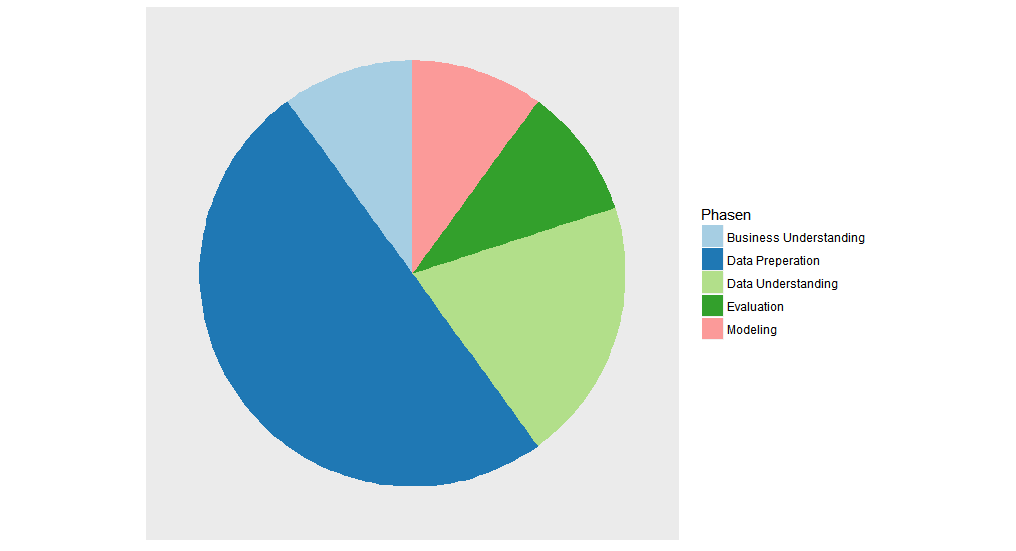 Phasen
Business Understanding
Data Preperation
Data Understanding
Evaluation
Modeling